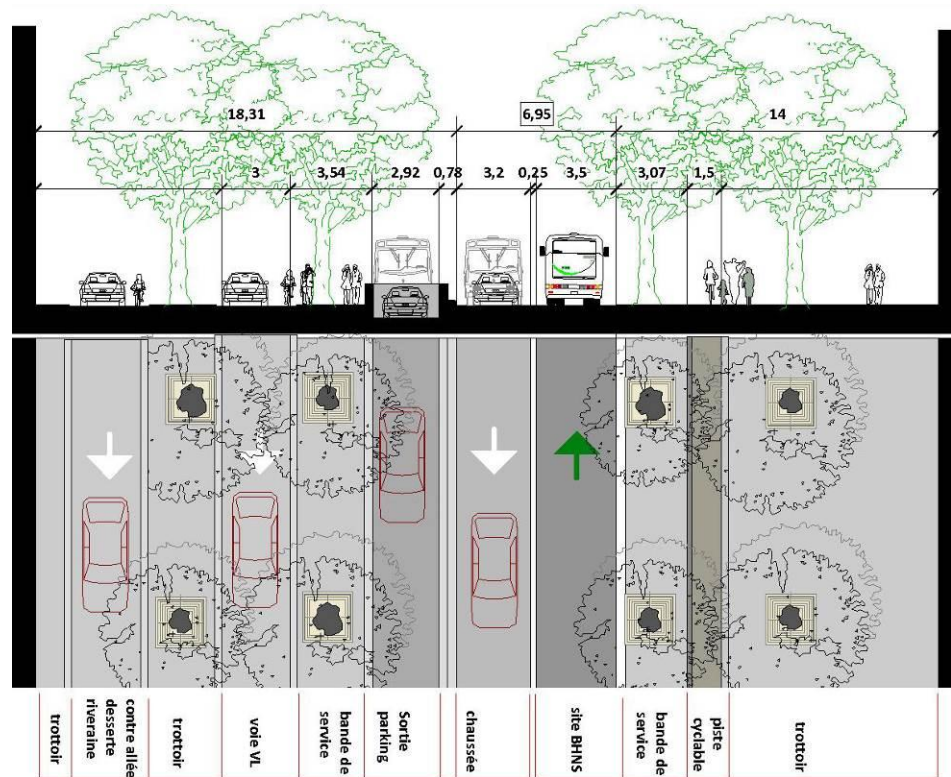 18,31
6,95
14
3
3,54
2,92
0,78
3,2
0,25
3,5
3,07
1,5
trottoir
contre allée
desserte
riveraine
trottoir
voie VL
bande de
service
Sortie
parking
chaussée
site BHNS
bande de
service
piste
cyclable
trottoir